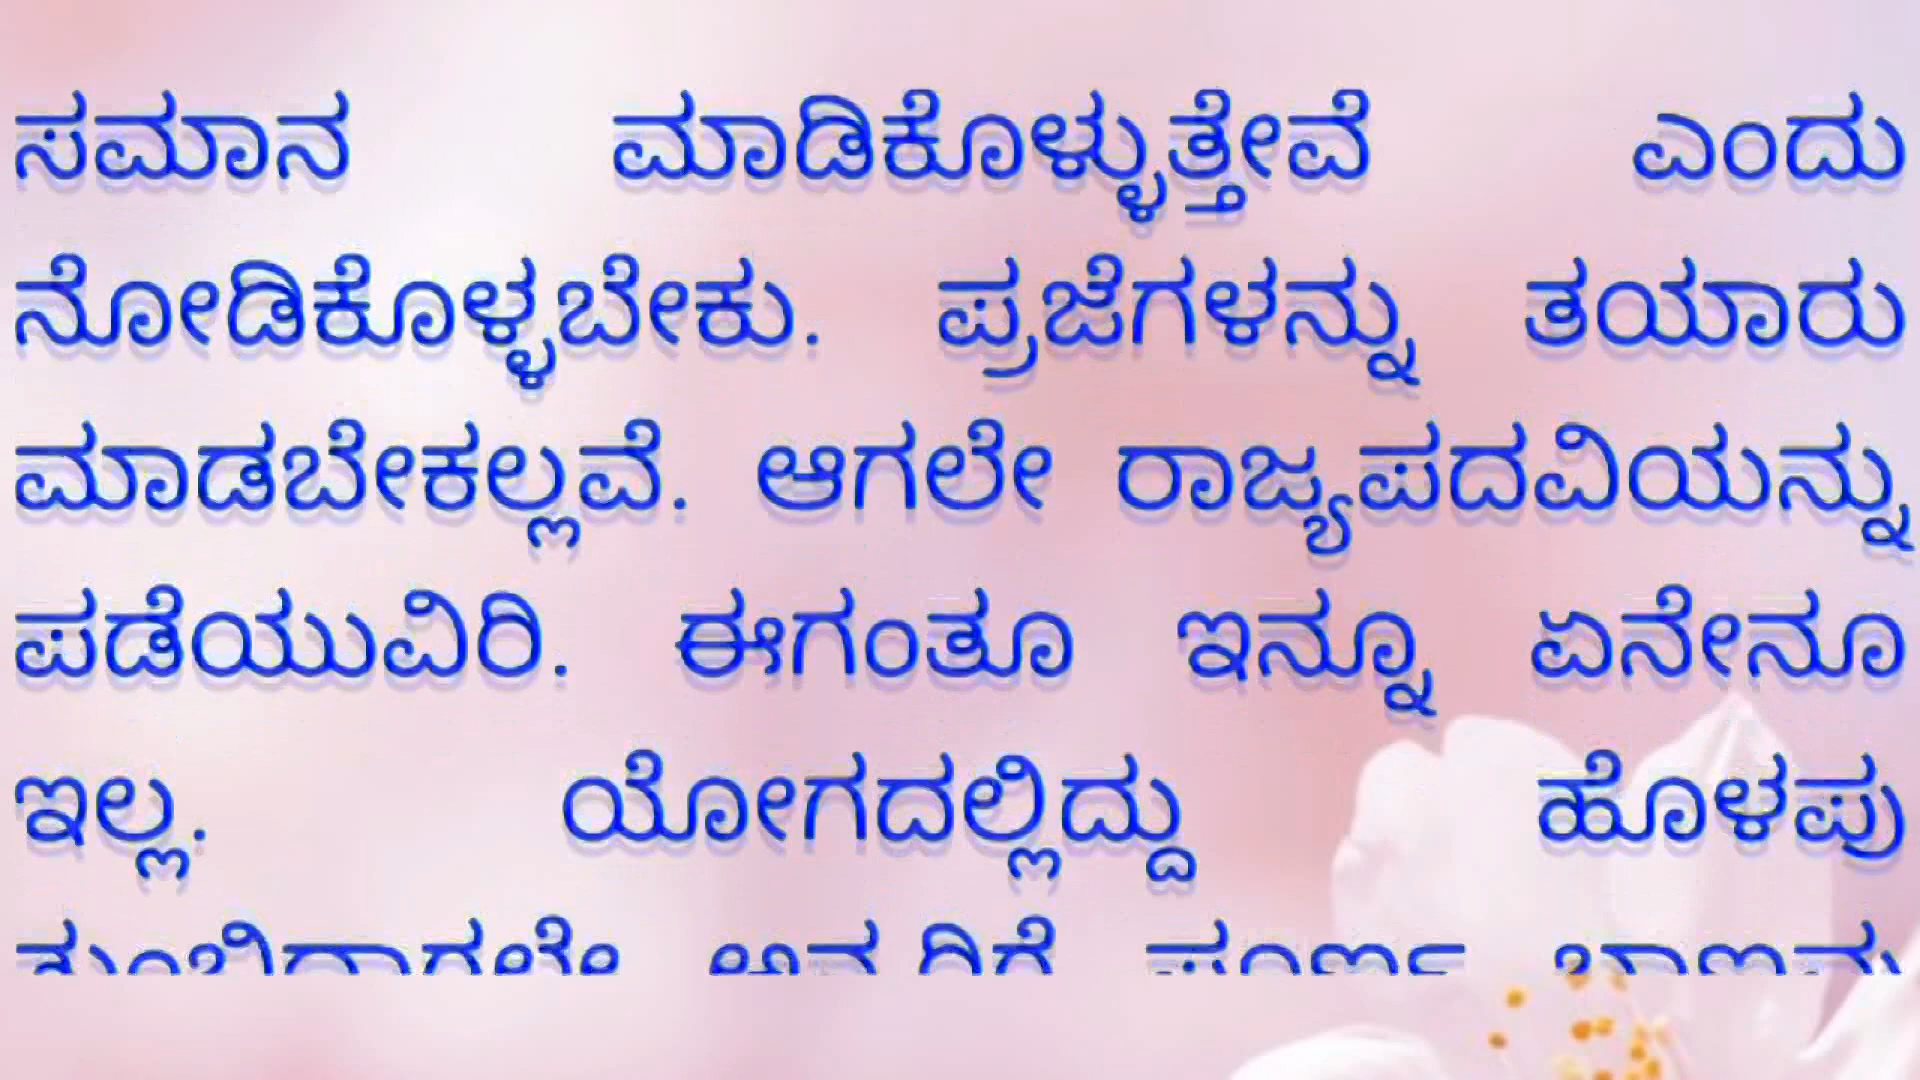 ಸಮಾನ ಮಾಡಿಕೊಳ್ಳುತ್ತೇವೆ ಎಂದು
ನೋಡಿಕೊಳ್ಳಬೇಕು. ಪ್ರಜೆಗಳನ್ನು ತಯಾರು
ಮಾಡಬೇಕಲ್ಲವೆ. ಆಗಲೇ ರಾಜ್ಯಪದವಿಯನ್ನು
ಪಡೆಯುವಿರಿ. ಈಗಂತೂ ಇನ್ನೂ ಏನೇನೂ
ಇಲ್ಲ. ಯೋಗದಲ್ಲಿದ್ದು ಹೊಳಪು